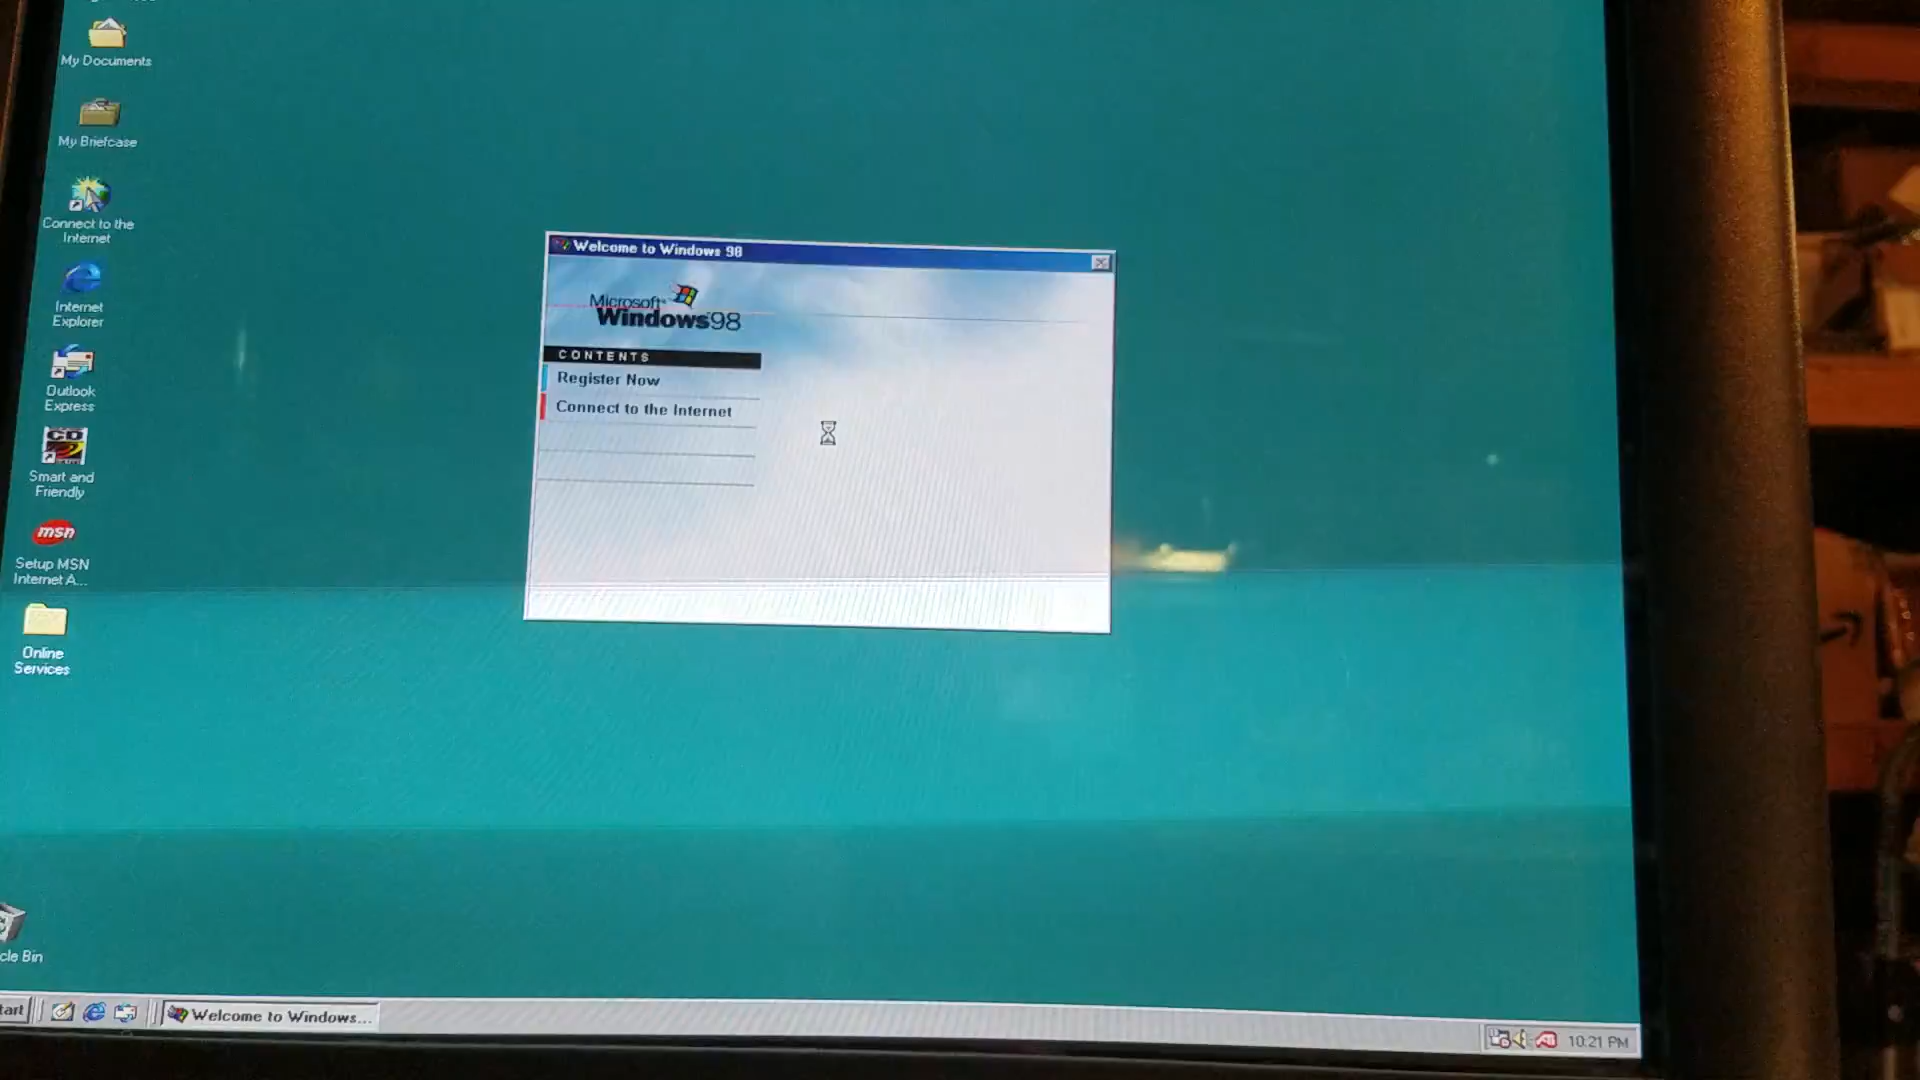 My Documents
My Briefcase
Connect to the
Internet
Internet
Explorer
Outlook
Express
CD
Smart and
Friendly
msn
Setup MSN
Internet A...
Online
Services
cle Bin
Welcome to Windows 98
Microsoft
Windows 98
CONTENTS
Register Now
Connect to the Internet
tart
Welcome to Windows...
10:21 PM